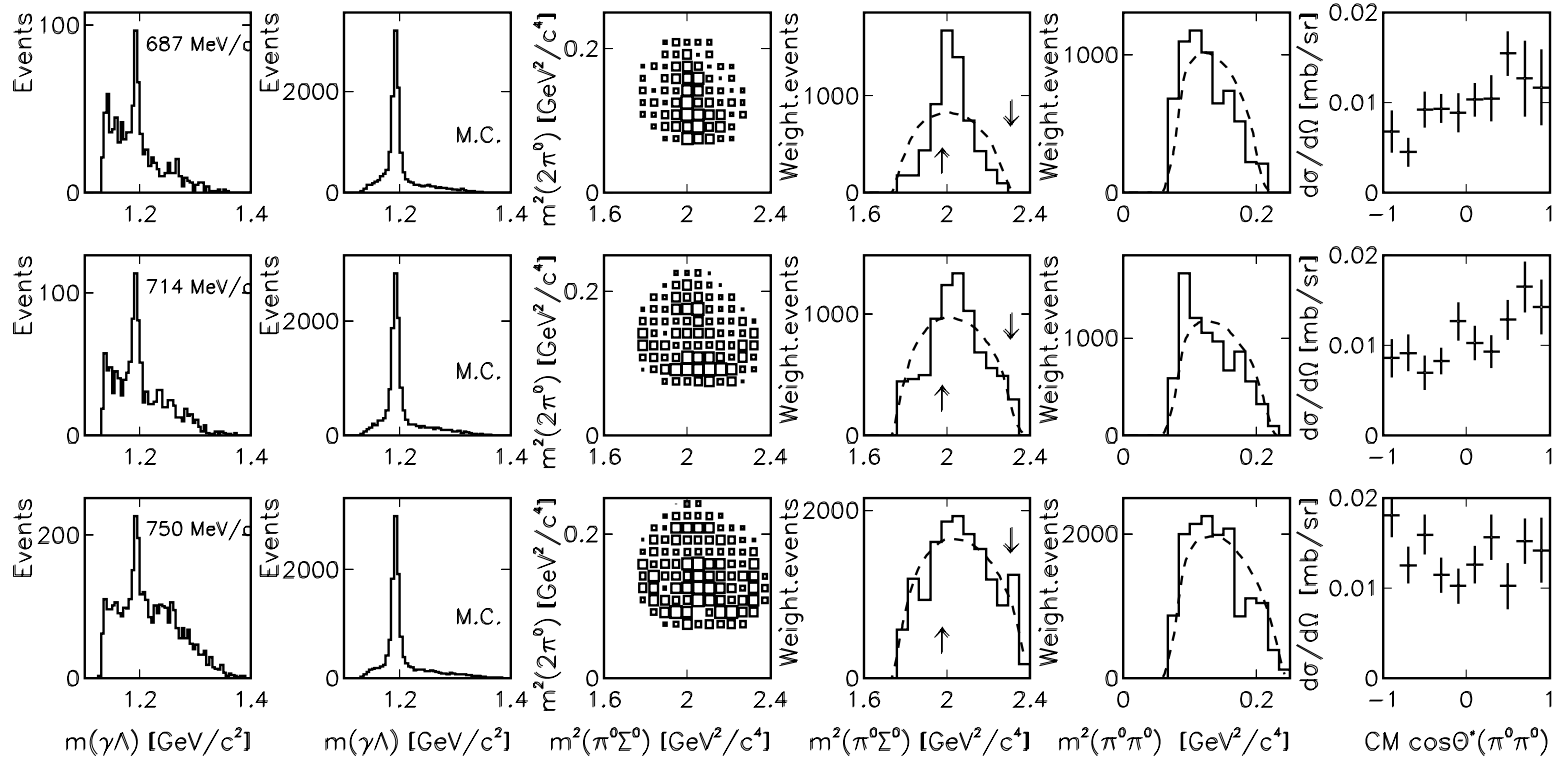 Events
100
50
0
687 MeV/c
1.2
1.4
Events
2000
0
M.C.
1.2
1.4
m²(2π⁰) [GeV²/c⁴]
0.2
0
1.6
2
2.4
Weight.events
1000
0
1.6
2
2.4
Weight.events
1000
0
0
0.2
dσ/dΩ [mb/sr]
0.02
0.01
0
−1
0
1
Events
100
0
714 MeV/c
1.2
1.4
Events
2000
0
M.C.
1.2
1.4
m²(2π⁰) [GeV²/c⁴]
0.2
0
1.6
2
2.4
Weight.events
1000
0
1.6
2
2.4
Weight.events
1000
0
0
0.2
dσ/dΩ [mb/sr]
0.02
0.01
0
−1
0
1
Events
200
100
0
750 MeV/c
1.2
1.4
Events
2000
0
M.C.
1.2
1.4
m²(2π⁰) [GeV²/c⁴]
0.2
0
1.6
2
2.4
Weight.events
2000
1000
0
1.6
2
2.4
Weight.events
2000
0
0
0.2
dσ/dΩ [mb/sr]
0.02
0.01
0
−1
0
1
m(γΛ) [GeV/c²]
m(γΛ) [GeV/c²]
m²(π⁰Σ⁰) [GeV²/c⁴]
m²(π⁰Σ⁰) [GeV²/c⁴]
m²(π⁰π⁰) [GeV²/c⁴]
CM cosΘ*(π⁰π⁰)